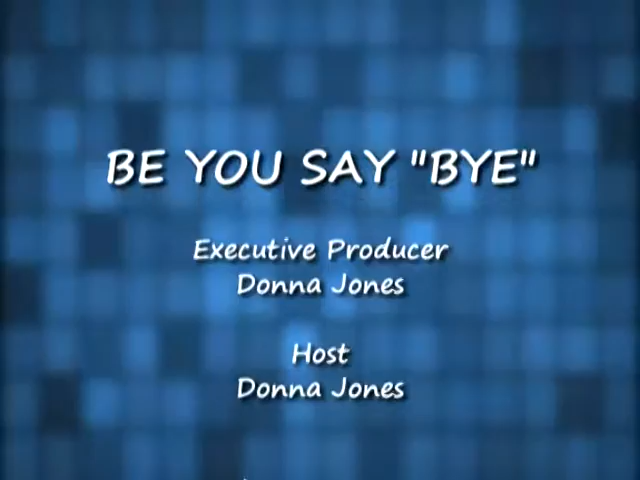 BE YOU SAY "BYE"
Executive Producer
Donna Jones
Host
Donna Jones